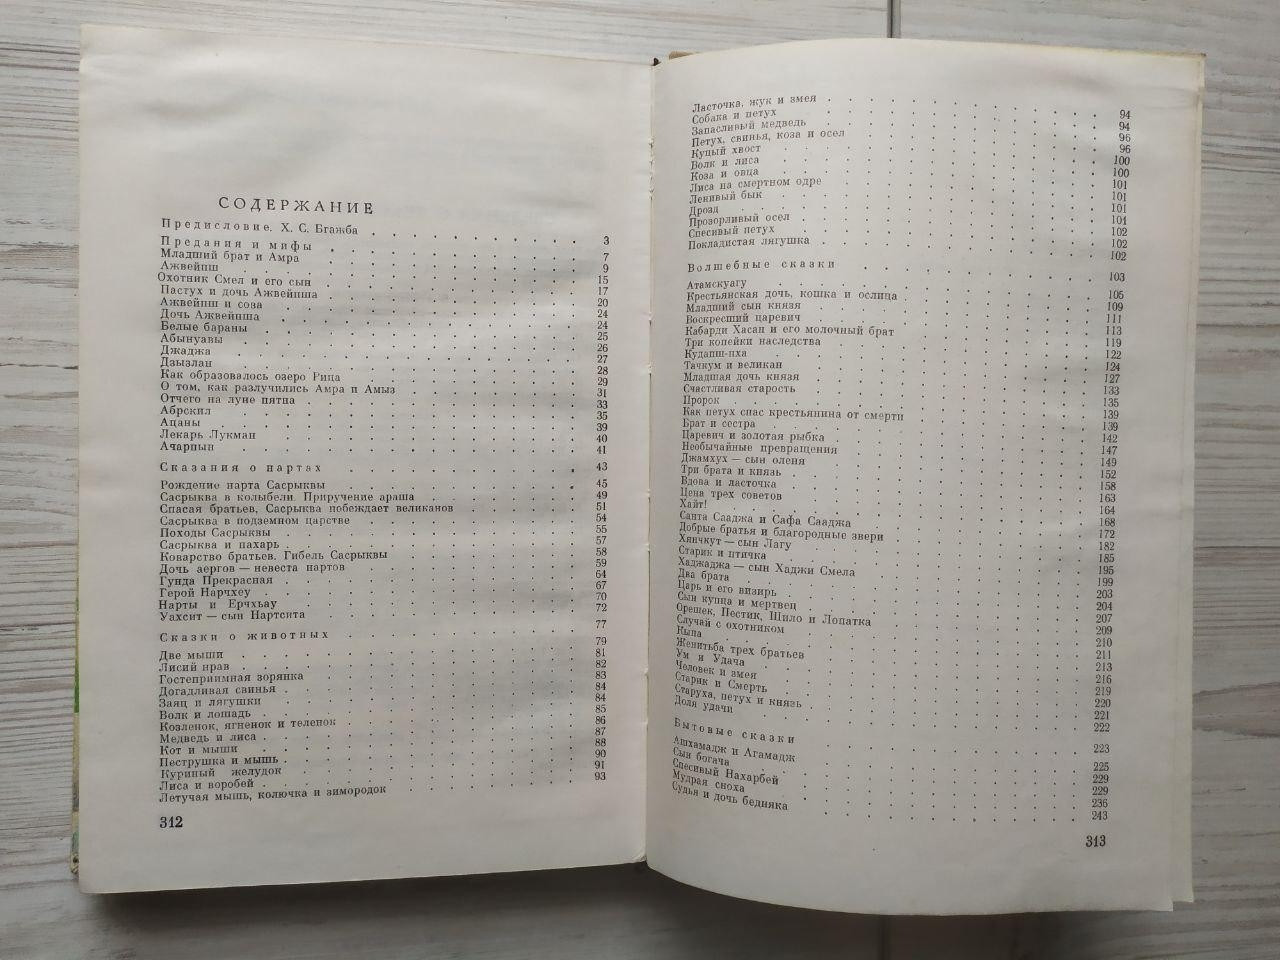 СОДЕРЖАНИЕ
Предисловие. Х. С. Бгажба 3
Предания и мифы 7
Младший брат и Амра 9
Ажвейпш 15
Охотник Смел и его сын 17
Пастух и дочь Ажвейпша 20
Ажвейпш и сова 24
Дочь Ажвейпша 24
Белые бараны 25
Абынуавы 26
Джаджа 27
Дзызлан 28
Как образовалось озеро Рица 29
О том, как разлучились Амра и Амыз 31
Отчего на луне пятна 33
Абрскил 35
Ацаны 39
Лекарь Лукман 40
Ачарпын 41
Сказания о нартах 43
Рождение нарта Сасрыквы 45
Сасрыква в колыбели. Приручение араша 49
Спасая братьев, Сасрыква побеждает великанов 51
Сасрыква в подземном царстве 54
Походы Сасрыквы 55
Сасрыква и пахарь 57
Коварство братьев. Гибель Сасрыквы 58
Дочь аергов — невеста нартов 59
Гунда Прекрасная 64
Герой Нарчхеу 67
Нарты и Ерчхьау 70
Уахсит — сын Нартсита 72
Сказки о животных 77
Две мыши 79
Лисий нрав 81
Гостеприимная зорянка 82
Догадливая свинья 83
Заяц и лягушки 84
Волк и лошадь 84
Козленок, ягненок и теленок 85
Медведь и лиса 86
Кот и мыши 87
Пеструшка и мышь 88
Куриный желудок 90
Лиса и воробей 91
Летучая мышь, колючка и зимородок 93
312
Ласточка, жук и змея 94
Собака и петух 94
Запасливый медведь 96
Петух, свинья, коза и осел 96
Куцый хвост 100
Волк и лиса 100
Коза и овца 101
Лиса на смертном одре 101
Ленивый бык 101
Дрозд 101
Прозорливый осел 102
Спесивый петух 102
Покладистая лягушка 102
Волшебные сказки 103
Атамскуагу 105
Крестьянская дочь, кошка и ослица 109
Младший сын князя 111
Воскресший царевич 113
Кабарди Хасан и его молочный брат 119
Три копейки наследства 122
Кудапш-пха 124
Тачкум и великан 127
Младшая дочь князя 133
Счастливая старость 135
Пророк 139
Как петух спас крестьянина от смерти 139
Брат и сестра 142
Царевич и золотая рыбка 147
Необычайные превращения 149
Джамхух — сын оленя 152
Три брата и князь 158
Вдова и ласточка 163
Цена трех советов 164
Хайт! 168
Санта Сааджа и Сафа Сааджа 172
Добрые братья и благородные звери 182
Хянчкут — сын Лагу 185
Старик и птичка 195
Хаджаджа — сын Хаджи Смела 199
Два брата 203
Царь и его визирь 204
Сын купца и мертвец 207
Орешек, Пестик, Шило и Лопатка 209
Случай с охотником 210
Кыпа 211
Женитьба трех братьев 213
Ум и Удача 216
Человек и змея 219
Старик и Смерть 220
Старуха, петух и князь 221
Доля удачи 222
Бытовые сказки 223
Ашхамадж и Агамадж 225
Сын богача 229
Спесивый Нахарбей 229
Мудрая сноха 236
Судья и дочь бедняка 243
313